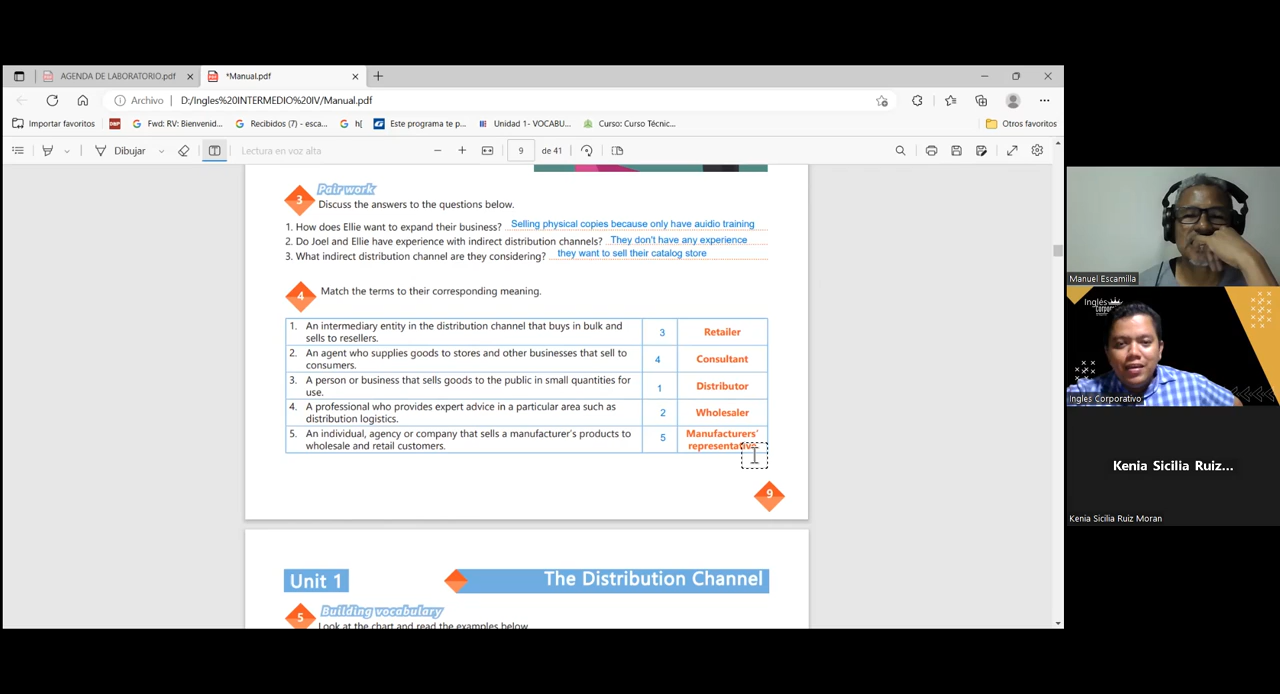 AGENDA DE LABORATORIO.pdf
*Manual.pdf
Archivo | D:/Ingles%20INTERMEDIO%20IV/Manual.pdf
Importar favoritos
Fwd: RV: Bienvenid...
Recibidos (7) - esca...
h[
Este programa te p...
Unidad 1- VOCABU...
Curso: Curso Técnic...
Otros favoritos
Dibujar
Lectura en voz alta
9 de 41
3 Pair work
Discuss the answers to the questions below.
1. How does Ellie want to expand their business? Selling physical copies because only have auidio training
2. Do Joel and Ellie have experience with indirect distribution channels? They don't have any experience
3. What indirect distribution channel are they considering? they want to sell their catalog store
4 Match the terms to their corresponding meaning.
1. An intermediary entity in the distribution channel that buys in bulk and
sells to resellers.
3 Retailer
2. An agent who supplies goods to stores and other businesses that sell to
consumers.
4 Consultant
3. A person or business that sells goods to the public in small quantities for
use.
1 Distributor
4. A professional who provides expert advice in a particular area such as
distribution logistics.
2 Wholesaler
5. An individual, agency or company that sells a manufacturer's products to
wholesale and retail customers.
5 Manufacturers'
representative
9
Unit 1 The Distribution Channel
5 Building vocabulary
Look at the chart and read the examples below
Manuel Escamilla
Inglés
Corporativo
Ingles Corporativo
Kenia Sicilia Ruiz...
Kenia Sicilia Ruiz Moran